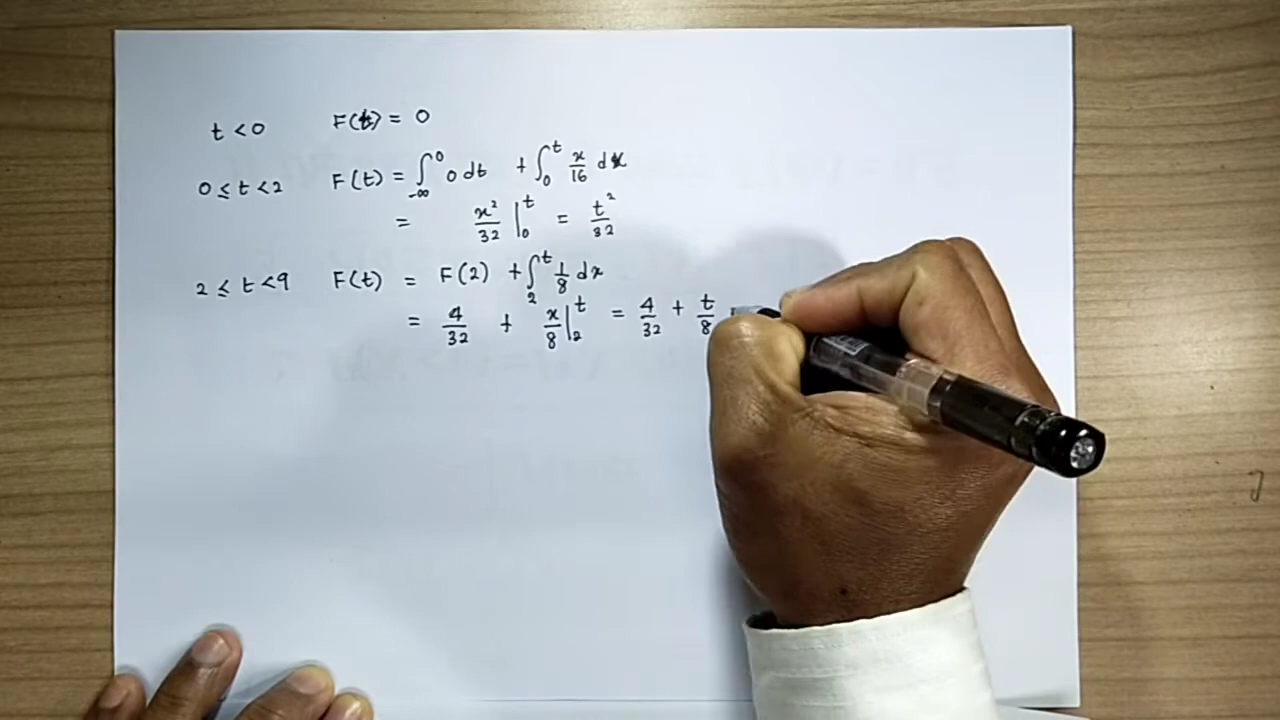 t < 0 F(t) = 0
0 ≤ t < 2 F(t) = ∫_{-∞}^{0} 0 dt + ∫_{0}^{t} x/16 dx
= x²/32 |_{0}^{t} = t²/32
2 ≤ t < 9 F(t) = F(2) + ∫_{2}^{t} 1/8 dx
= 4/32 + x/8 |_{2}^{t} = 4/32 + t/8